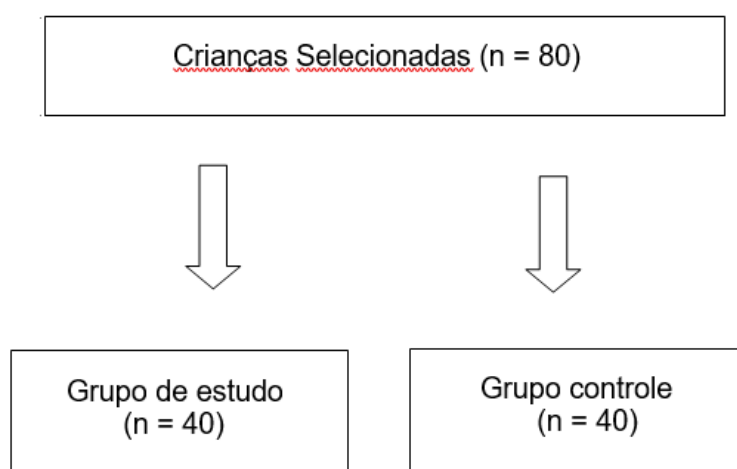 Crianças Selecionadas (n = 80)
Grupo de estudo
(n = 40)
Grupo controle
(n = 40)